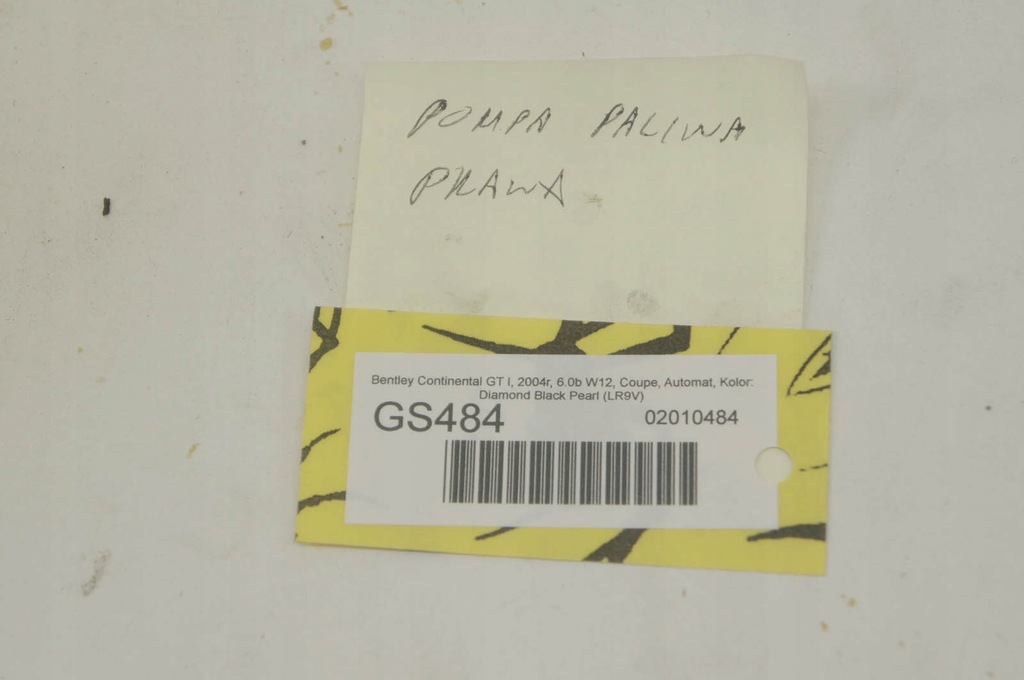 POMPA PALIWA
PRAWA
Bentley Continental GT I, 2004r, 6.0b W12, Coupe, Automat, Kolor:
Diamond Black Pearl (LR9V)
GS484 02010484